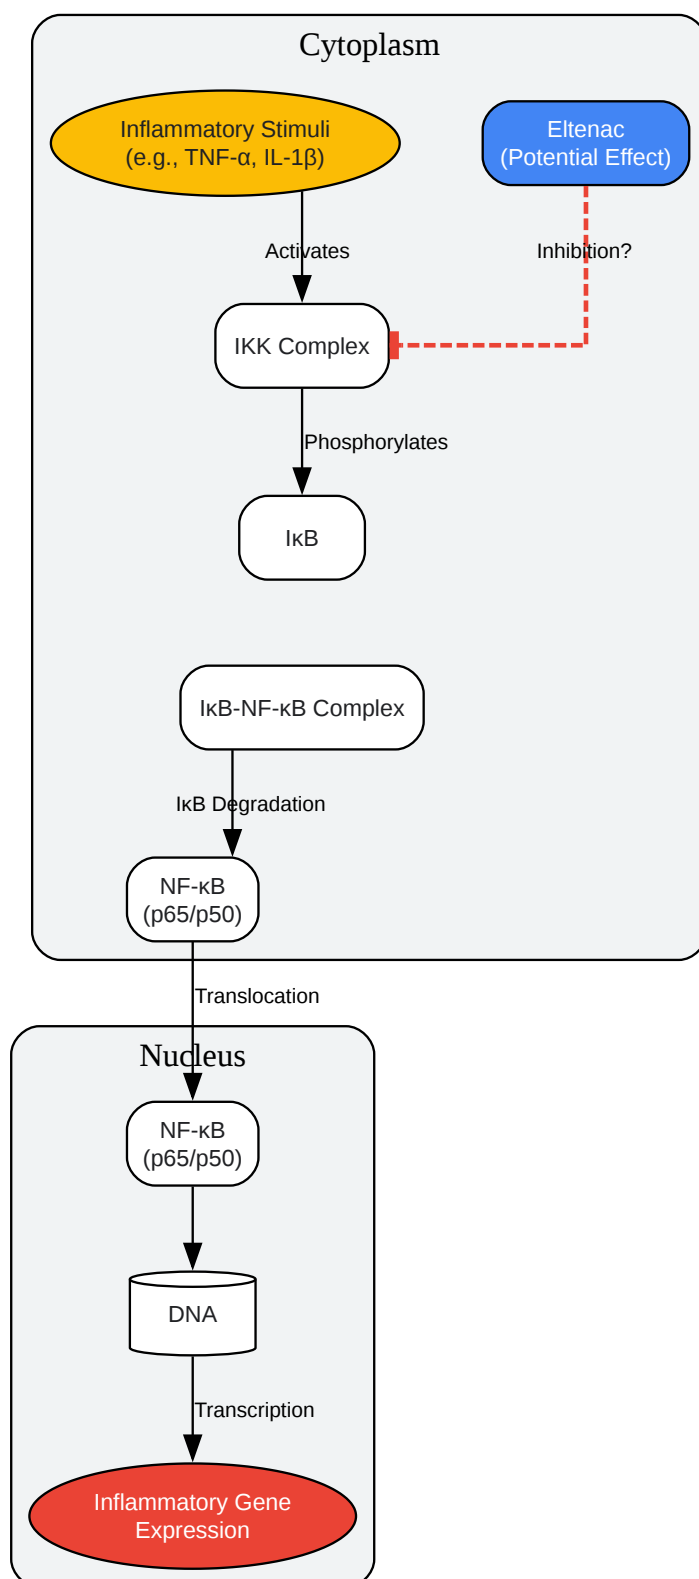 Cytoplasm
Inflammatory Stimuli
(e.g., TNF-α, IL-1β)
Eltenac
(Potential Effect)
Activates
Inhibition?
IKK Complex
Phosphorylates
IκB
IκB-NF-κB Complex
IκB Degradation
NF-κB
(p65/p50)
Translocation
Nucleus
NF-κB
(p65/p50)
DNA
Transcription
Inflammatory Gene
Expression